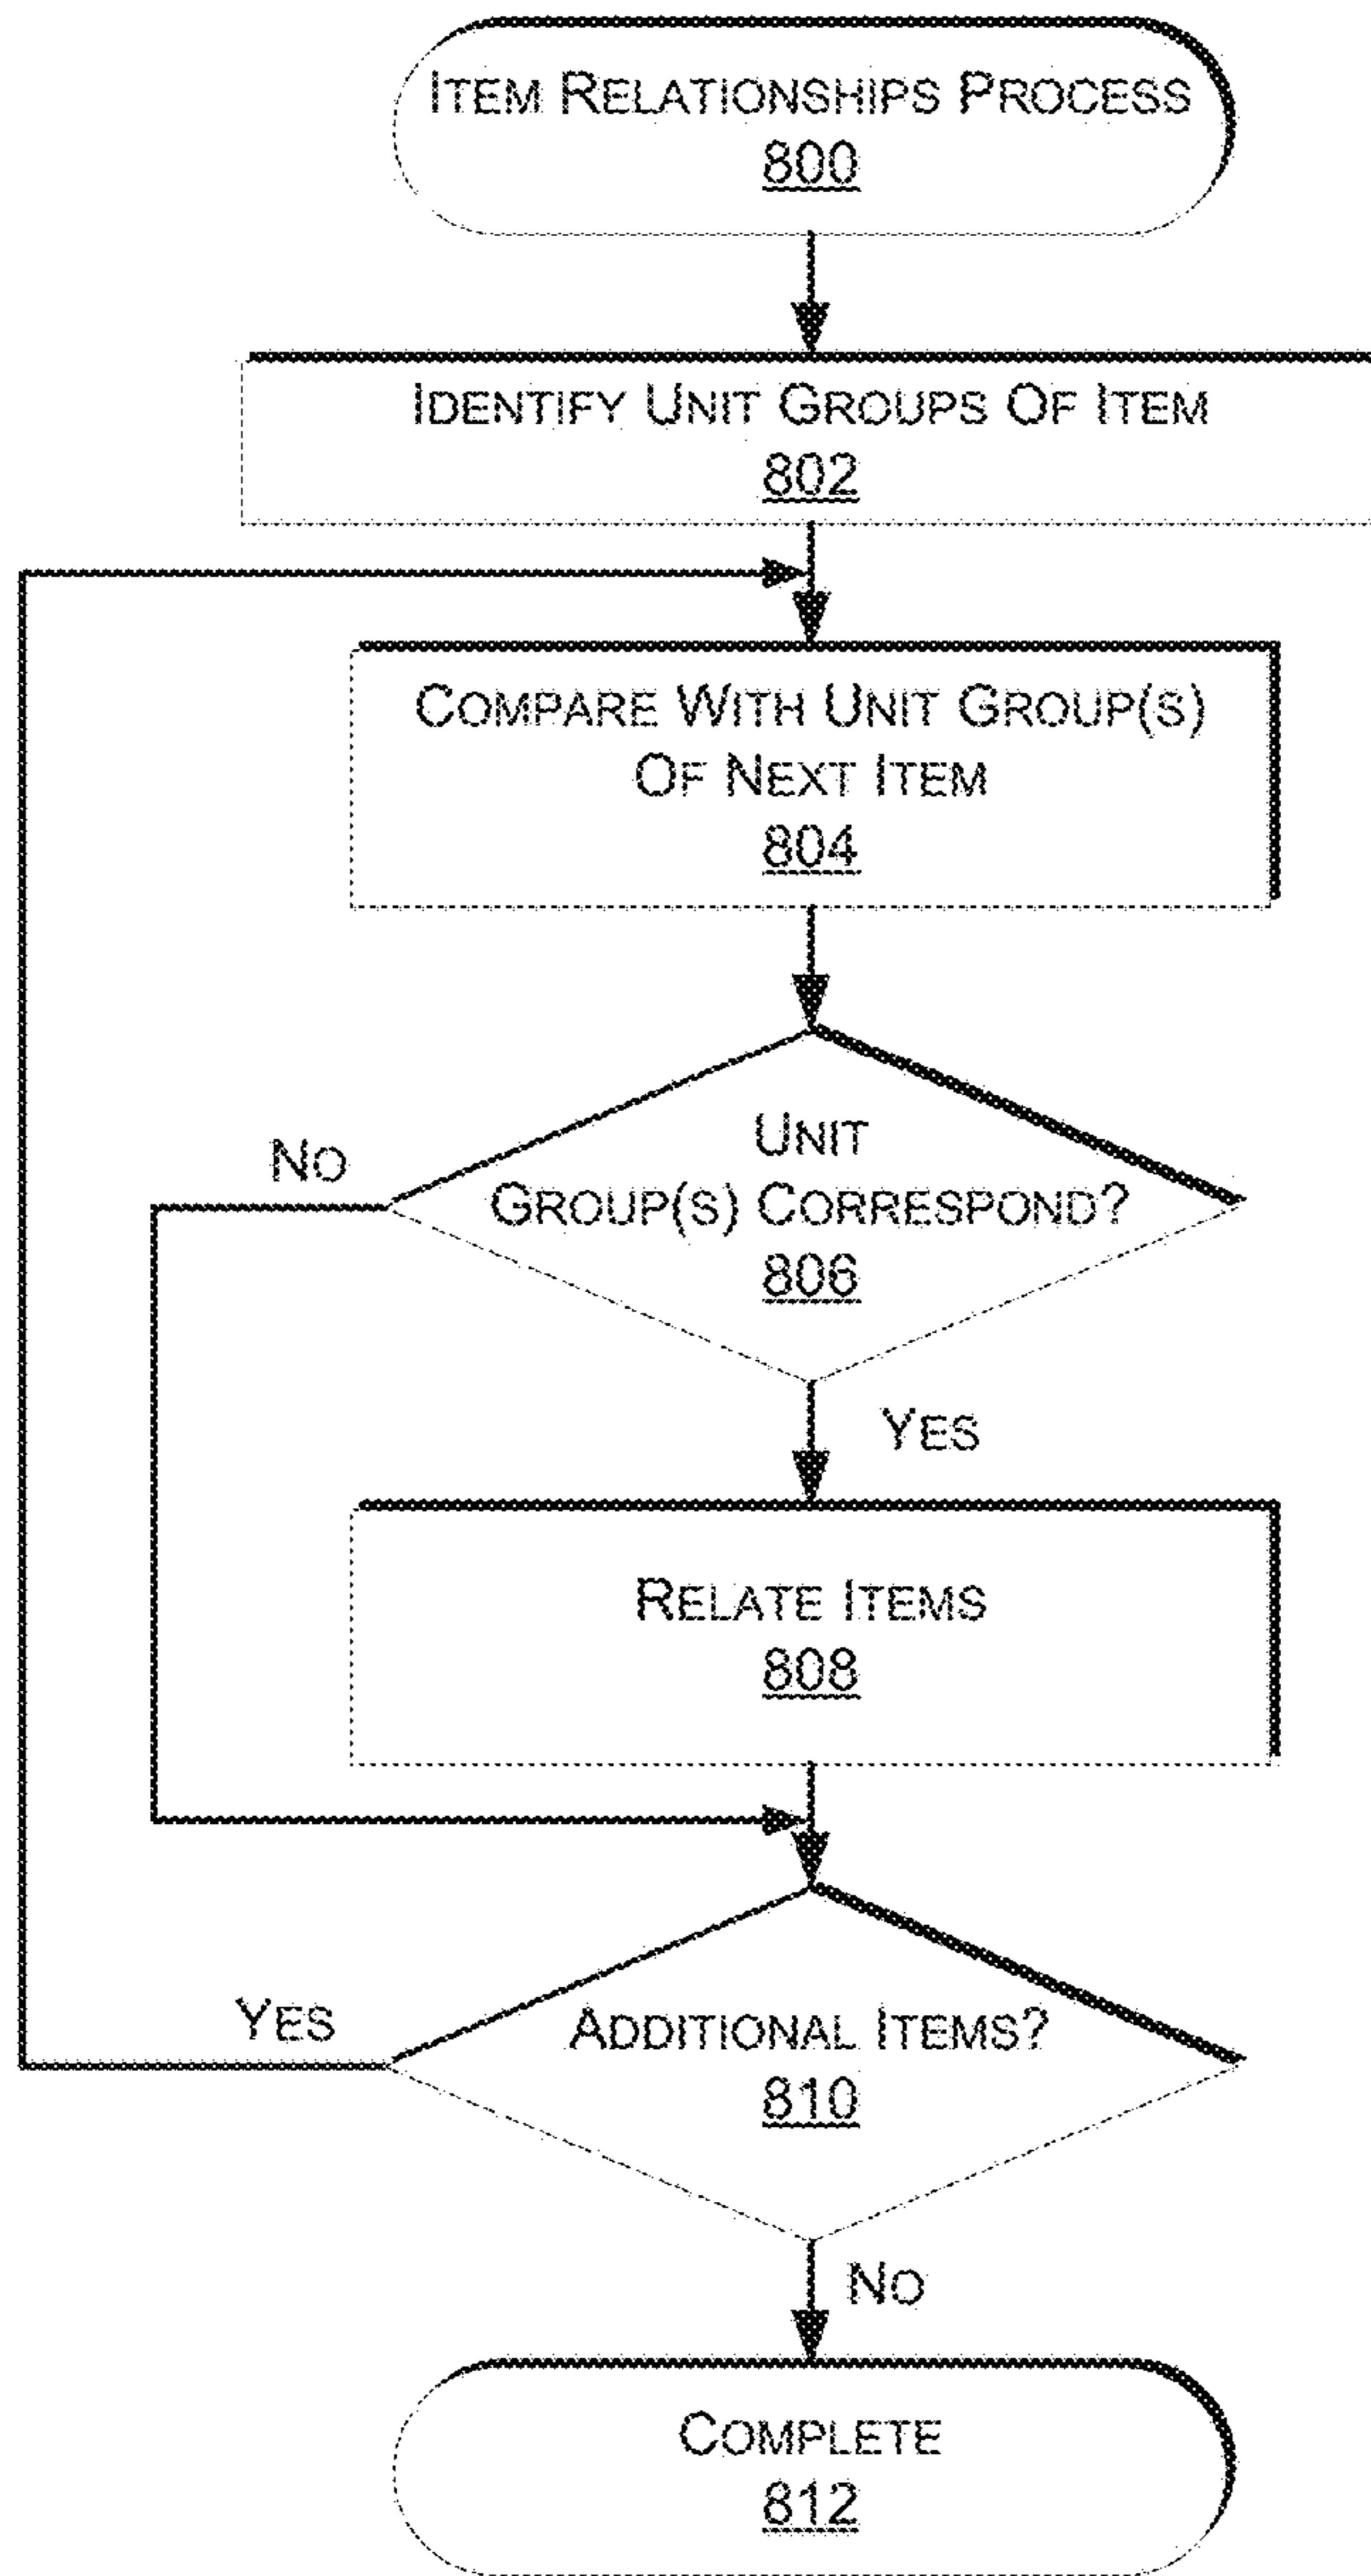 ITEM RELATIONSHIPS PROCESS
800
IDENTIFY UNIT GROUPS OF ITEM
802
COMPARE WITH UNIT GROUP(S)
OF NEXT ITEM
804
NO
UNIT
GROUP(S) CORRESPOND?
806
YES
RELATE ITEMS
808
YES
ADDITIONAL ITEMS?
810
NO
COMPLETE
812